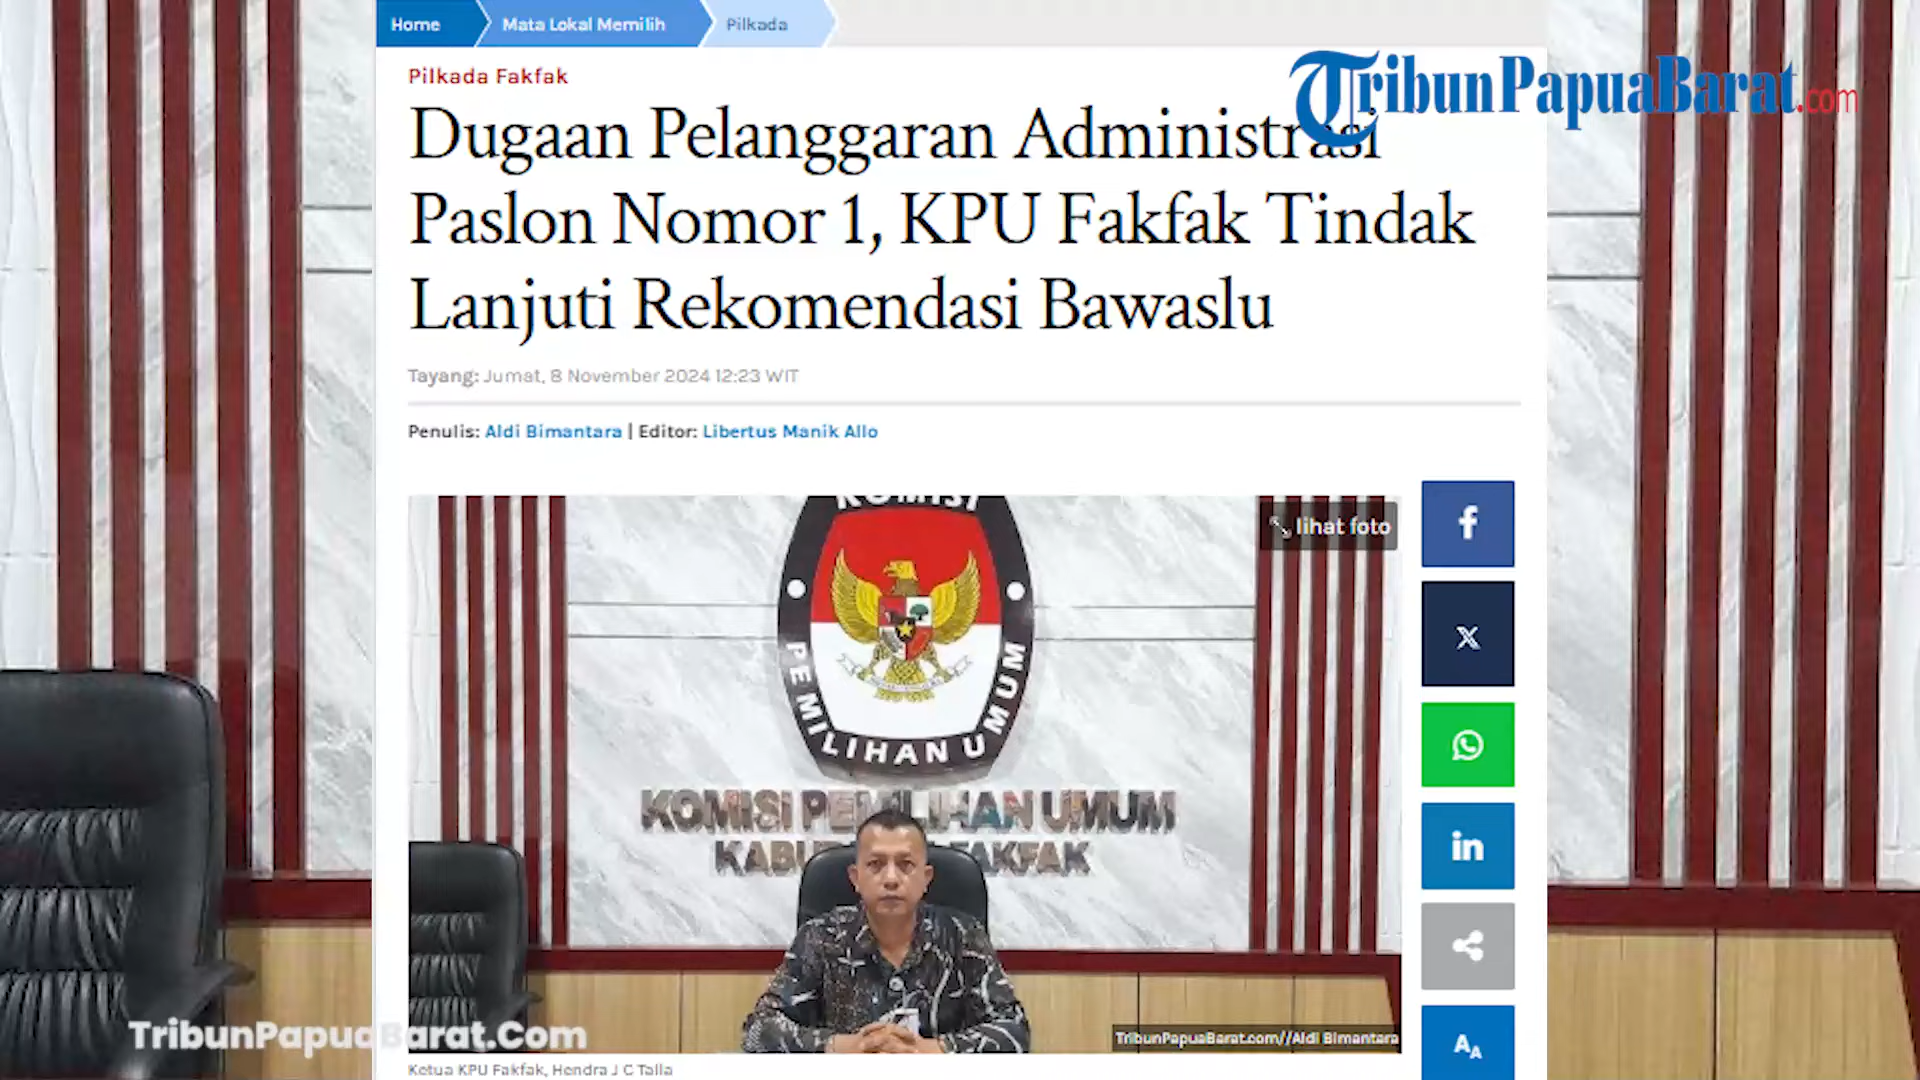 Home
Mata Lokal Memilih
Pilkada
TribunPapuaBarat.com
Pilkada Fakfak
Dugaan Pelanggaran Administrasi
Paslon Nomor 1, KPU Fakfak Tindak
Lanjuti Rekomendasi Bawaslu
Tayang: Jumat, 8 November 2024 12:23 WIT
Penulis: Aldi Bimantara | Editor: Libertus Manik Allo
lihat foto
KOMISI
PEMILIHAN UMUM
KOMISI PEMILIHAN UMUM
FAKFAK
TribunPapuaBarat.com//Aldi Bimantara
TribunPapuaBarat.Com
Ketua KPU Fakfak, Hendra J C Talla